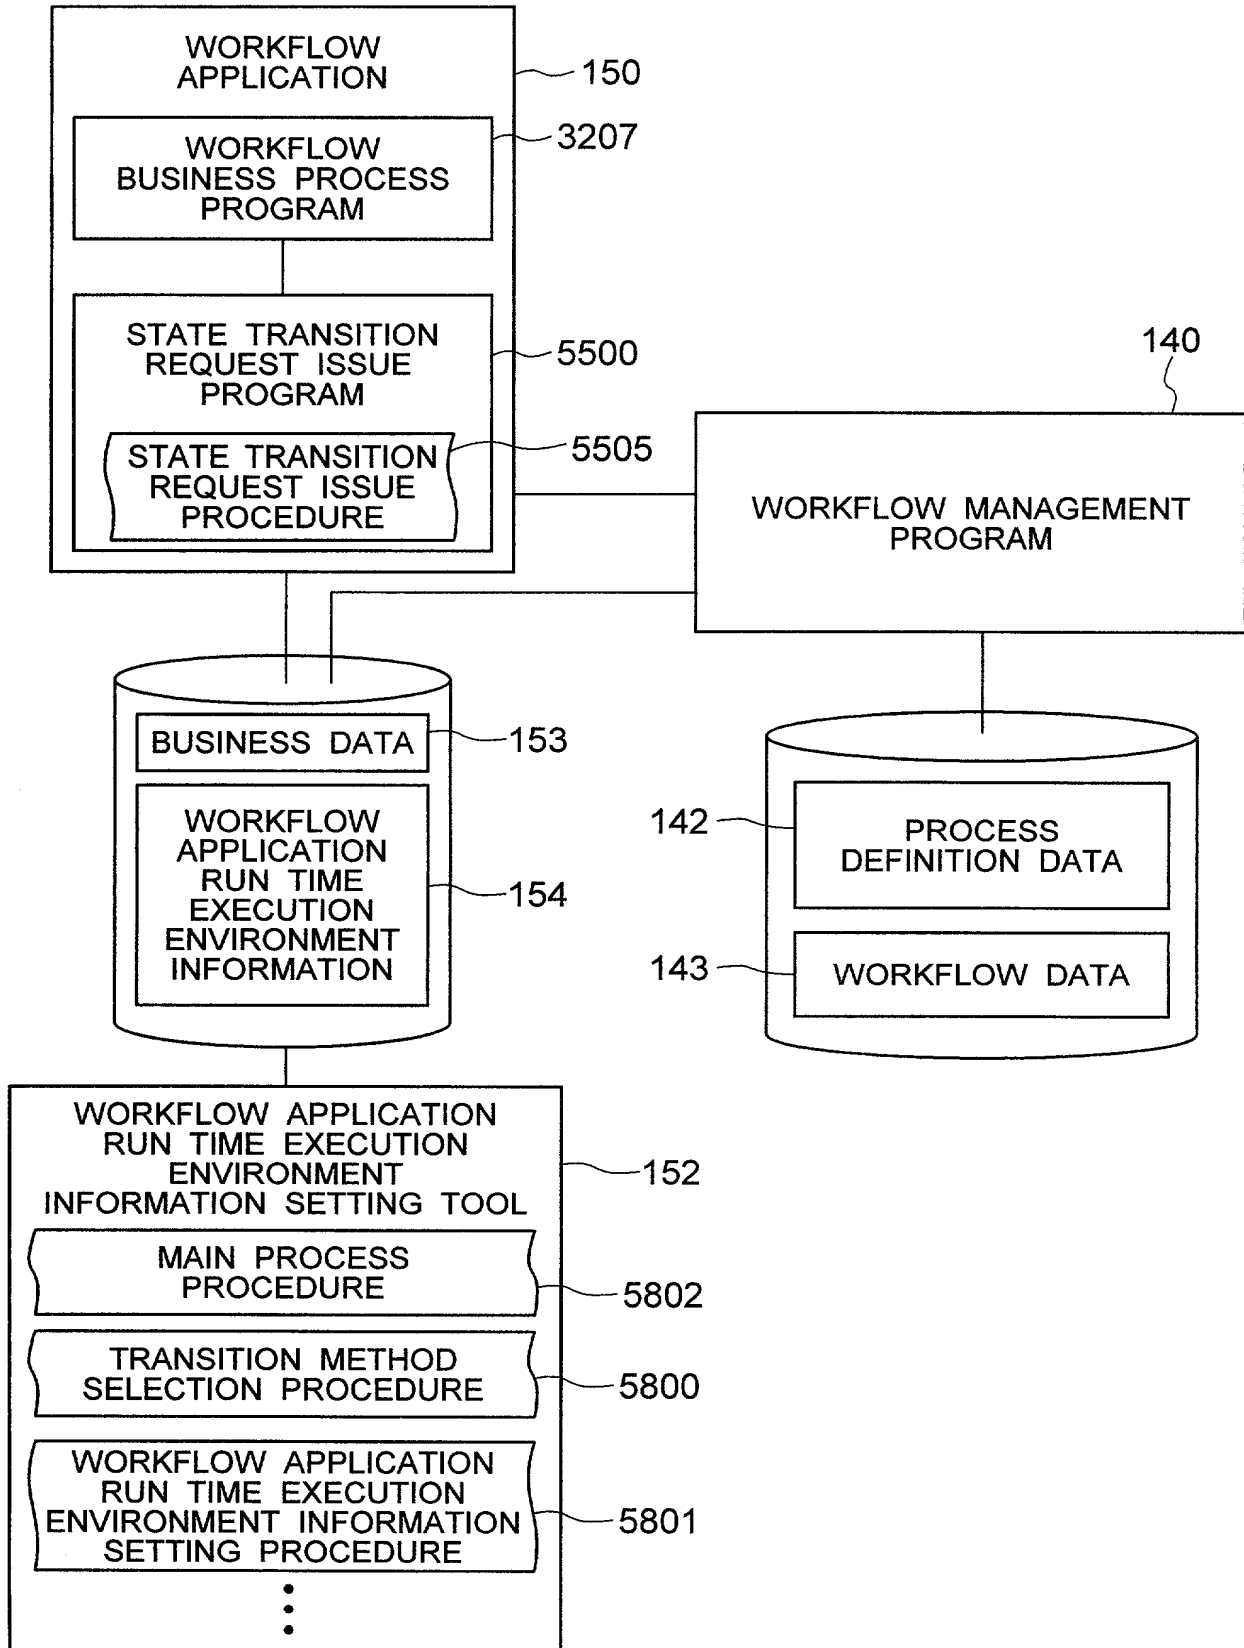 WORKFLOW
APPLICATION
150
WORKFLOW
BUSINESS PROCESS
PROGRAM
3207
STATE TRANSITION
REQUEST ISSUE
PROGRAM
5500
STATE TRANSITION
REQUEST ISSUE
PROCEDURE
5505
140
WORKFLOW MANAGEMENT
PROGRAM
BUSINESS DATA
153
WORKFLOW
APPLICATION
RUN TIME
EXECUTION
ENVIRONMENT
INFORMATION
154
142
PROCESS
DEFINITION DATA
143
WORKFLOW DATA
WORKFLOW APPLICATION
RUN TIME EXECUTION
ENVIRONMENT
INFORMATION SETTING TOOL
152
MAIN PROCESS
PROCEDURE
5802
TRANSITION METHOD
SELECTION PROCEDURE
5800
WORKFLOW APPLICATION
RUN TIME EXECUTION
ENVIRONMENT INFORMATION
SETTING PROCEDURE
5801